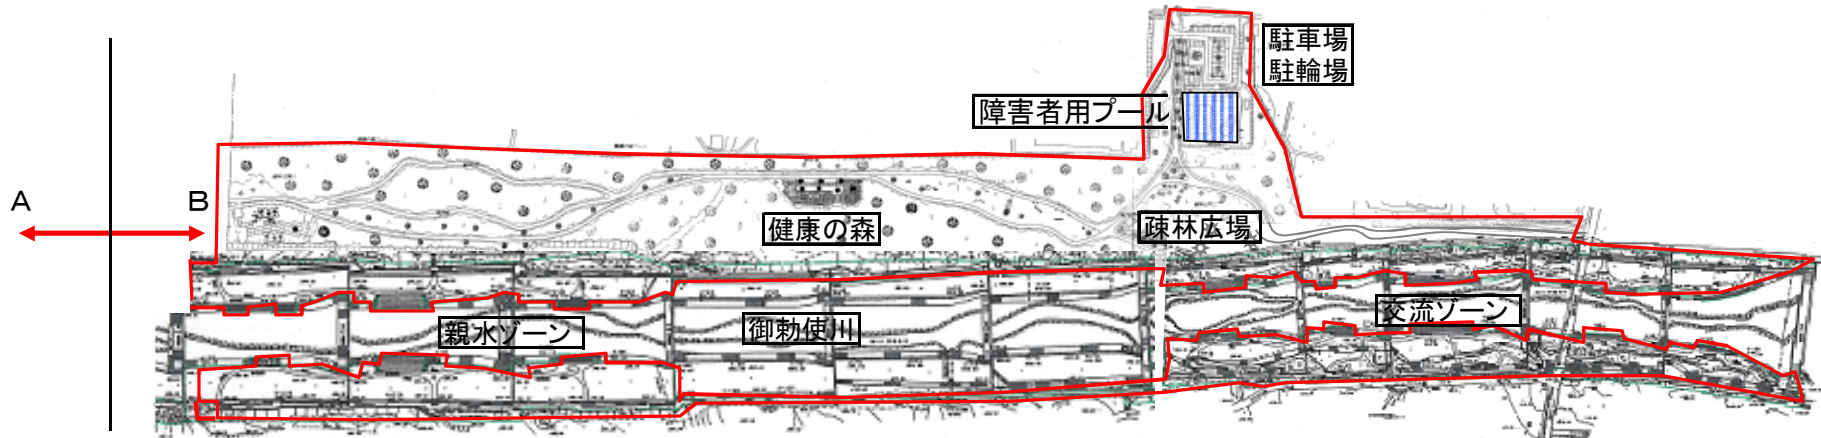 駐車場
駐輪場
障害者用プール
A
B
健康の森
疎林広場
親水ゾーン
御勅使川
交流ゾーン